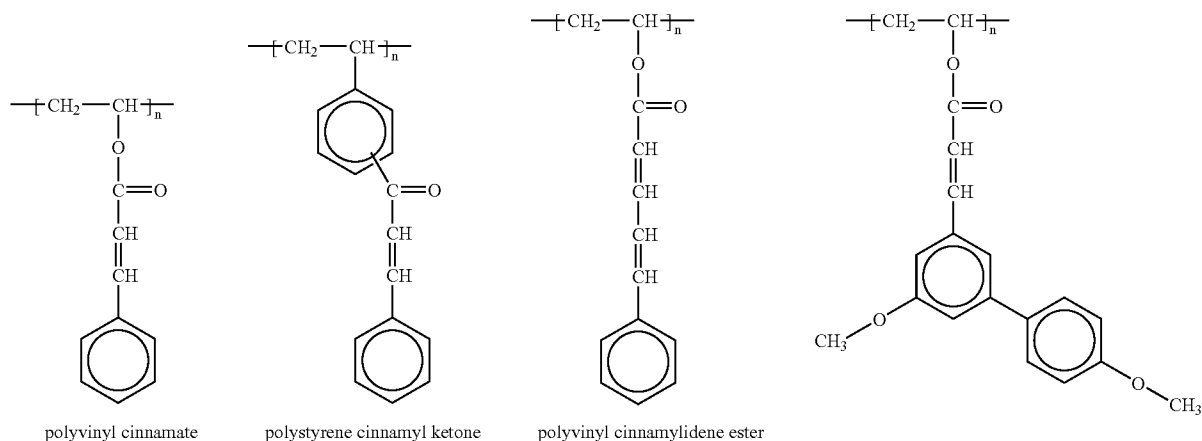 [CH₂ CH]ₙ
O
C O
CH
CH
polyvinyl cinnamate
[CH₂ CH]ₙ
C O
CH
CH
polystyrene cinnamyl ketone
[CH₂ CH]ₙ
O
C O
CH
CH
CH
CH
polyvinyl cinnamylidene ester
[CH₂ CH]ₙ
O
C O
CH
CH
O
CH₃
O
CH₃